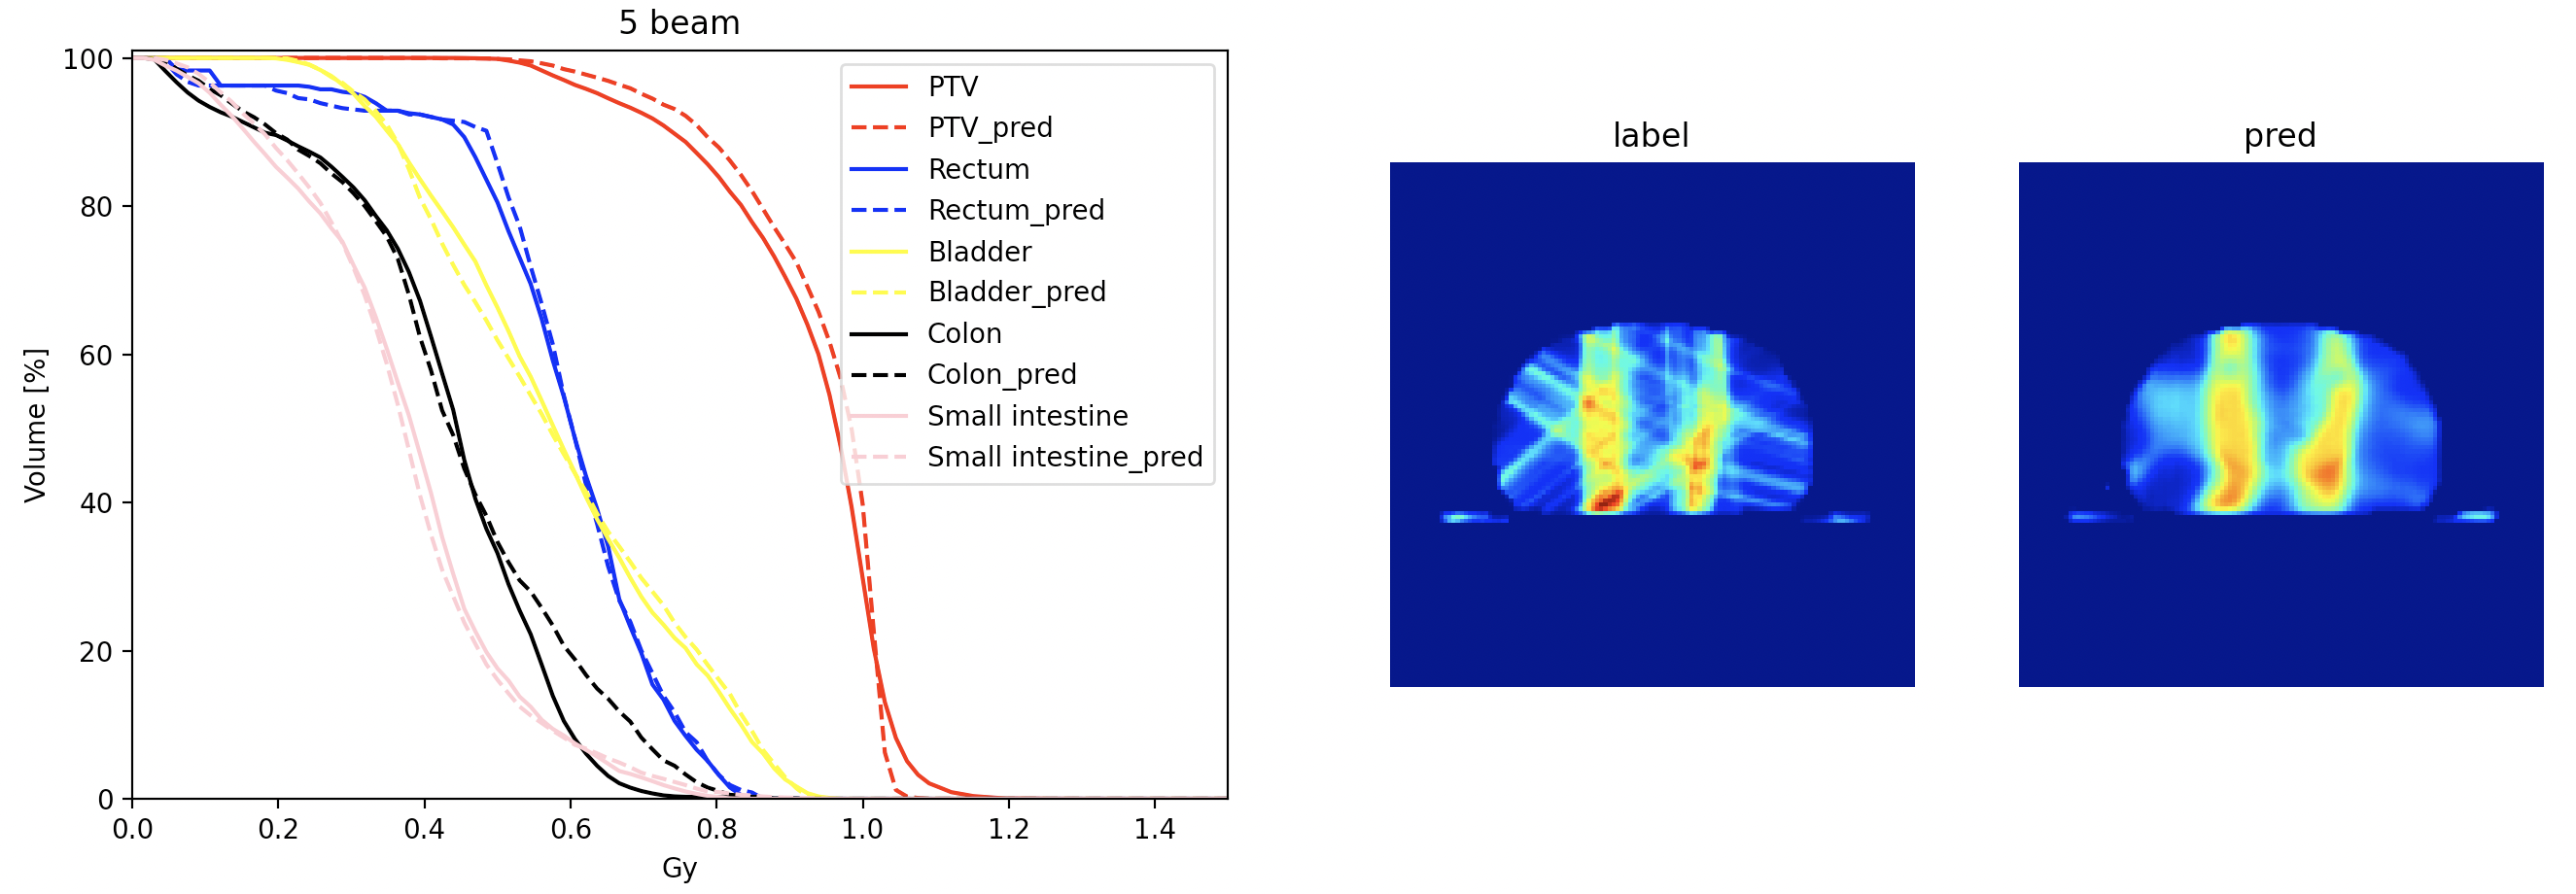 5 beam
100
80
60
40
20
0
Volume [%]
0.0 0.2 0.4 0.6 0.8 1.0 1.2 1.4
Gy
PTV
PTV_pred
Rectum
Rectum_pred
Bladder
Bladder_pred
Colon
Colon_pred
Small intestine
Small intestine_pred
label
pred